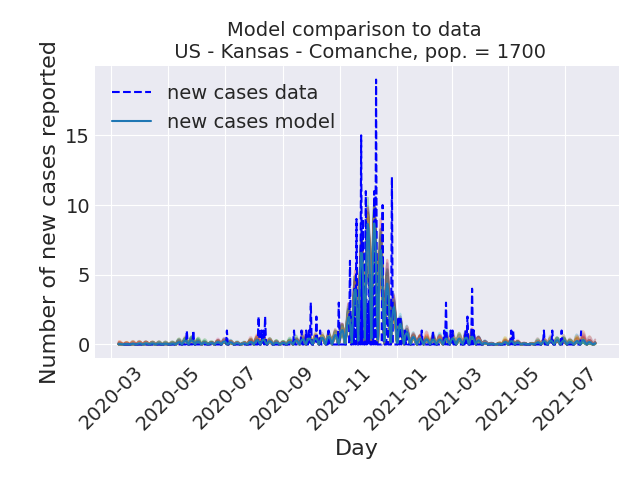 Model comparison to data
US - Kansas - Comanche, pop. = 1700
new cases data
new cases model
Number of new cases reported
15
10
5
0
2020-03
2020-05
2020-07
2020-09
2020-11
2021-01
2021-03
2021-05
2021-07
Day